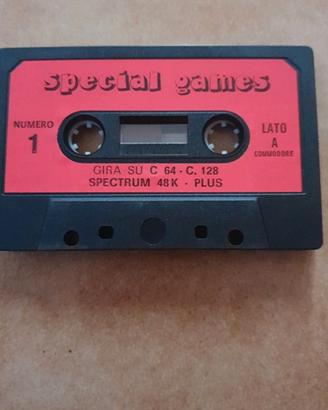 special games
NUMERO
1
LATO
A
COMMODORE
GIRA SU C 64 - C. 128
SPECTRUM 48K - PLUS